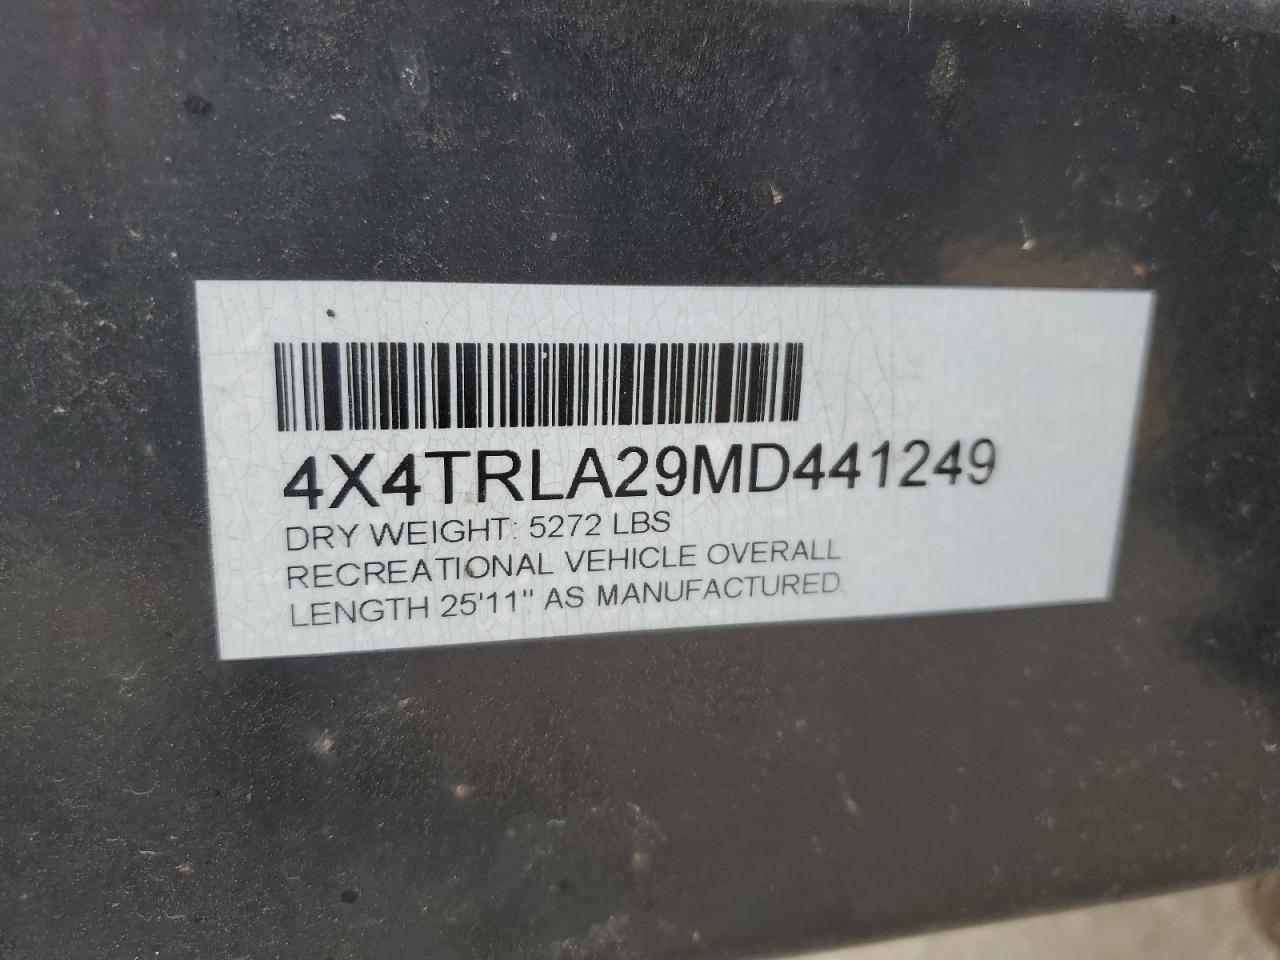 4X4TRLA29MD441249
DRY WEIGHT: 5272 LBS
RECREATIONAL VEHICLE OVERALL
LENGTH 25'11" AS MANUFACTURED.